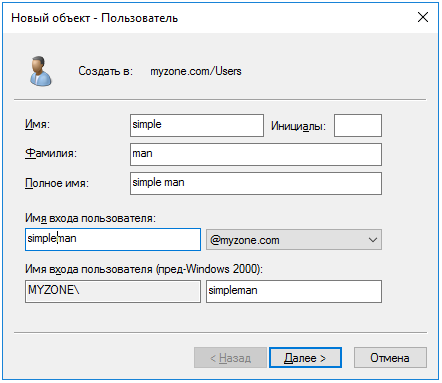 Новый объект - Пользователь
Создать в: myzone.com/Users
Имя: simple Инициалы:
Фамилия: man
Полное имя: simple man
Имя входа пользователя:
simpleman @myzone.com
Имя входа пользователя (пред-Windows 2000):
MYZONE\ simpleman
< Назад Далее > Отмена